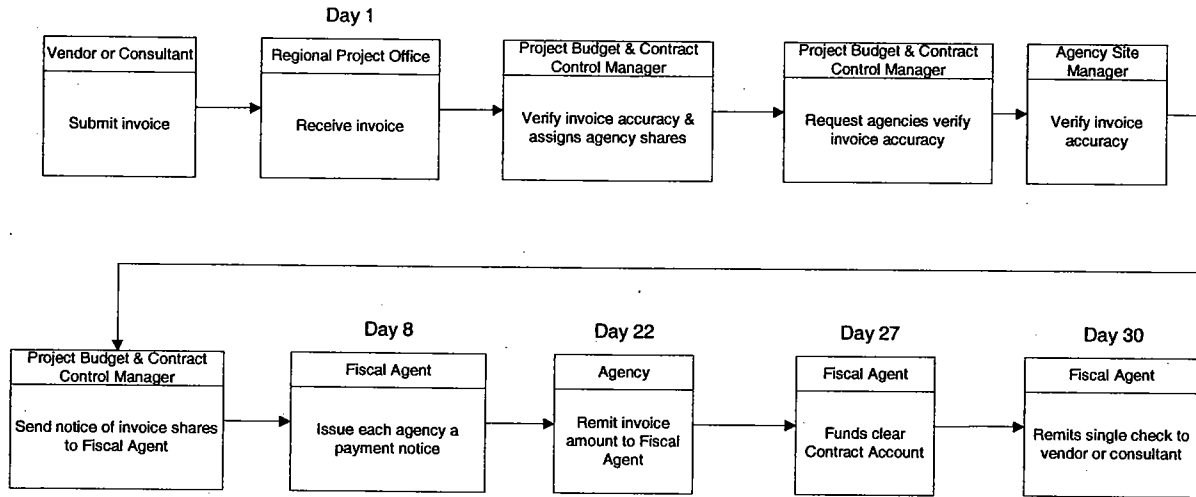 Day 1
Vendor or Consultant
Submit invoice
Regional Project Office
Receive invoice
Project Budget & Contract
Control Manager
Verify invoice accuracy &
assigns agency shares
Project Budget & Contract
Control Manager
Request agencies verify
invoice accuracy
Agency Site
Manager
Verify invoice
accuracy
Project Budget & Contract
Control Manager
Send notice of invoice shares
to Fiscal Agent
Day 8
Fiscal Agent
Issue each agency a
payment notice
Day 22
Agency
Remit invoice
amount to Fiscal
Agent
Day 27
Fiscal Agent
Funds clear
Contract Account
Day 30
Fiscal Agent
Remits single check to
vendor or consultant